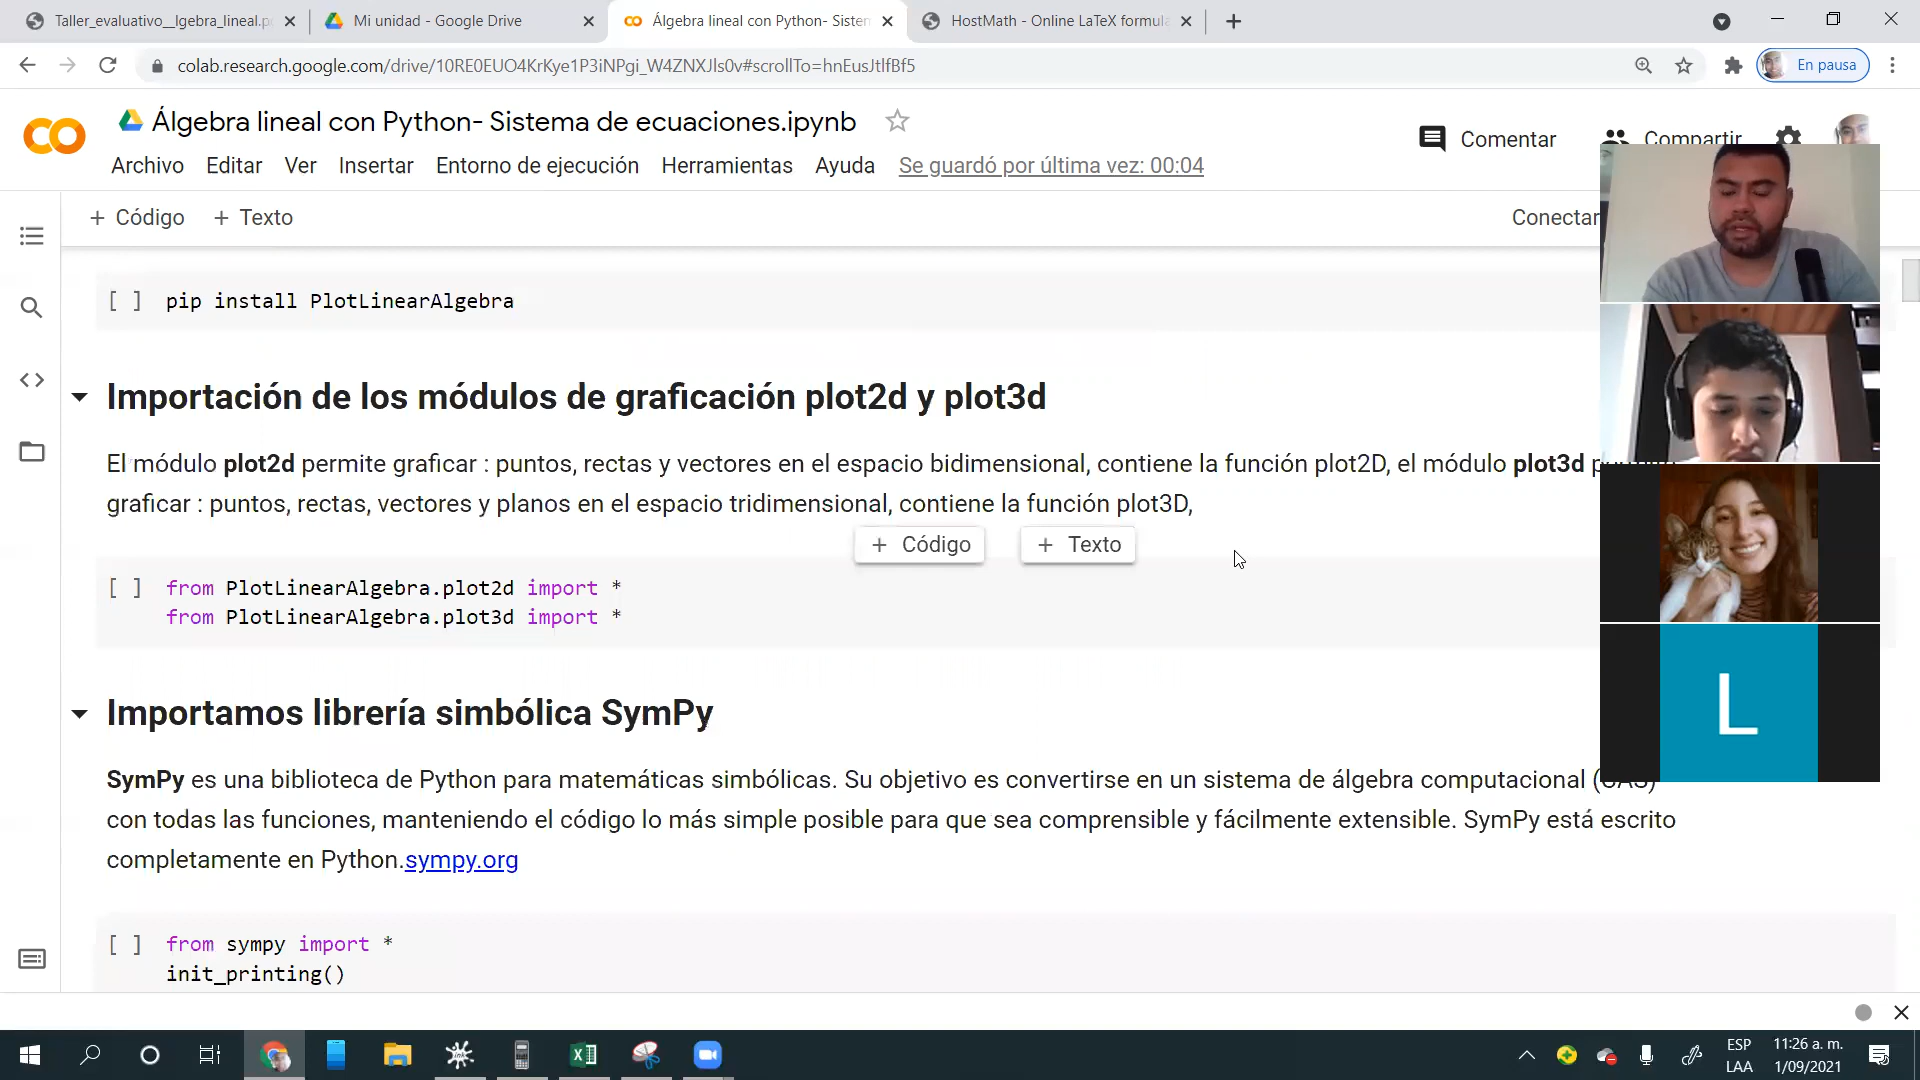 Taller_evaluativo__lgebra_lineal.p
Mi unidad - Google Drive
Álgebra lineal con Python- Sistem
HostMath - Online LaTeX formula
colab.research.google.com/drive/10RE0EUO4KrKye1P3iNPgi_W4ZNXJls0v#scrollTo=hnEusJtlfBf5
En pausa
Álgebra lineal con Python- Sistema de ecuaciones.ipynb
Comentar
Compartir
Archivo Editar Ver Insertar Entorno de ejecución Herramientas Ayuda Se guardó por última vez: 00:04
+ Código + Texto
Conectar
[ ] pip install PlotLinearAlgebra
Importación de los módulos de graficación plot2d y plot3d
El módulo plot2d permite graficar : puntos, rectas y vectores en el espacio bidimensional, contiene la función plot2D, el módulo plot3d
graficar : puntos, rectas, vectores y planos en el espacio tridimensional, contiene la función plot3D,
+ Código + Texto
[ ] from PlotLinearAlgebra.plot2d import *
from PlotLinearAlgebra.plot3d import *
Importamos librería simbólica SymPy
SymPy es una biblioteca de Python para matemáticas simbólicas. Su objetivo es convertirse en un sistema de álgebra computacional (CAS)
con todas las funciones, manteniendo el código lo más simple posible para que sea comprensible y fácilmente extensible. SymPy está escrito
completamente en Python.sympy.org
[ ] from sympy import *
init_printing()
L
ESP
LAA
11:26 a. m.
1/09/2021